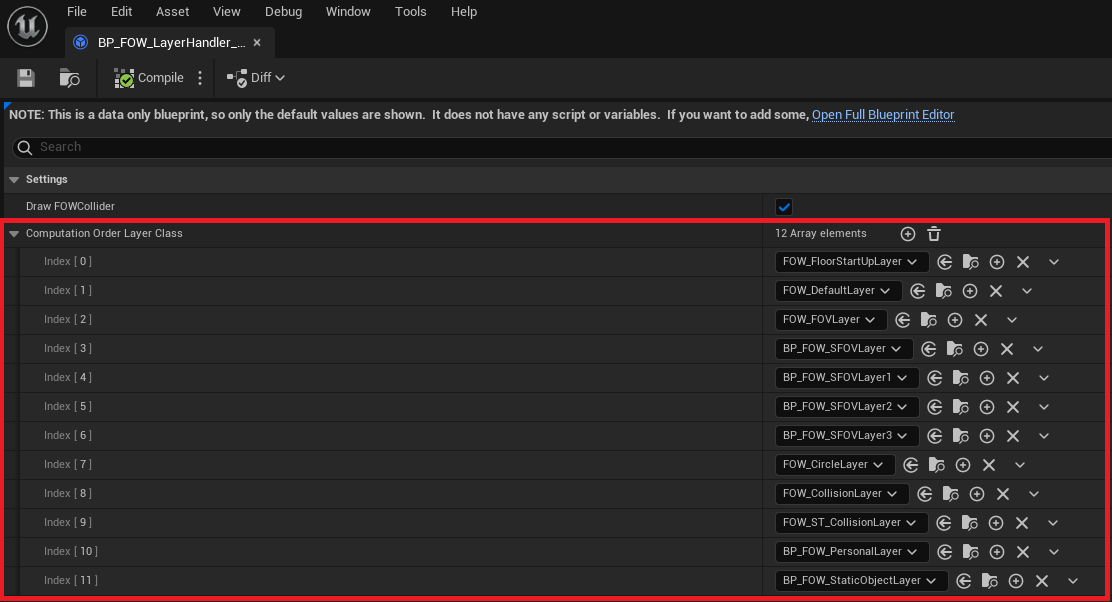 File Edit Asset View Debug Window Tools Help
BP_FOW_LayerHandler_...
Compile Diff
NOTE: This is a data only blueprint, so only the default values are shown.  It does not have any script or variables.  If you want to add some, Open Full Blueprint Editor
Search
Settings
Draw FOWCollider
Computation Order Layer Class 12 Array elements
Index [ 0 ] FOW_FloorStartUpLayer
Index [ 1 ] FOW_DefaultLayer
Index [ 2 ] FOW_FOVLayer
Index [ 3 ] BP_FOW_SFOVLayer
Index [ 4 ] BP_FOW_SFOVLayer1
Index [ 5 ] BP_FOW_SFOVLayer2
Index [ 6 ] BP_FOW_SFOVLayer3
Index [ 7 ] FOW_CircleLayer
Index [ 8 ] FOW_CollisionLayer
Index [ 9 ] FOW_ST_CollisionLayer
Index [ 10 ] BP_FOW_PersonalLayer
Index [ 11 ] BP_FOW_StaticObjectLayer